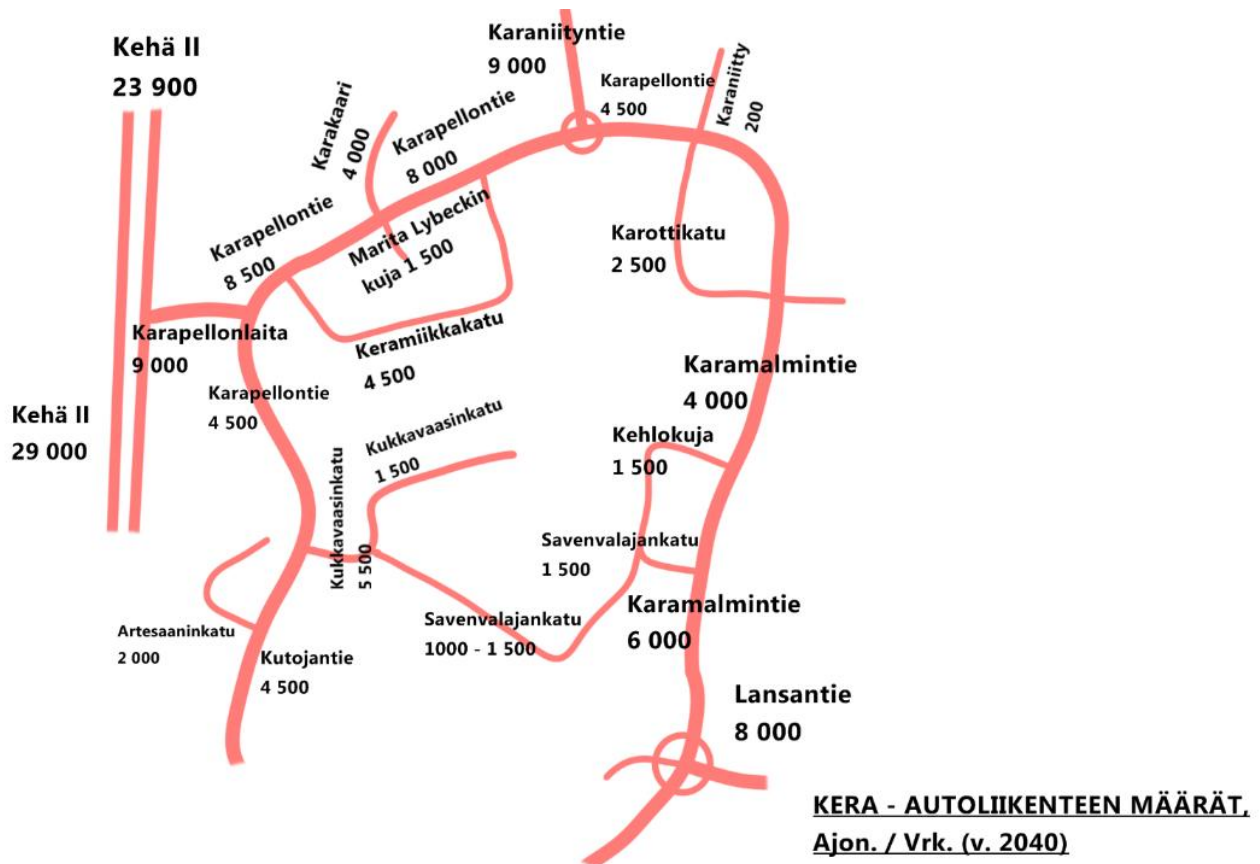 Kehä II
23 900
Karaniityntie
9 000
Karapellontie
4 500
Karaniitty
200
Karakaari
4 000
Karapellontie
8 000
Karapellontie
8 500
Marita Lybeckin
kuja 1 500
Karottikatu
2 500
Karapellonlaita
9 000
Keramiikkakatu
4 500
Karamalmintie
4 000
Karapellontie
4 500
Kehä II
29 000
Kukkavaasinkatu
1 500
Kehlokuja
1 500
Kukkavaasinkatu
5 500
Savenvalajankatu
1 500
Savenvalajankatu
1000 - 1 500
Karamalmintie
6 000
Artesaaninkatu
2 000
Kutojantie
4 500
Lansantie
8 000
KERA - AUTOLIIKENTEEN MÄÄRÄT,
Ajon. / Vrk. (v. 2040)